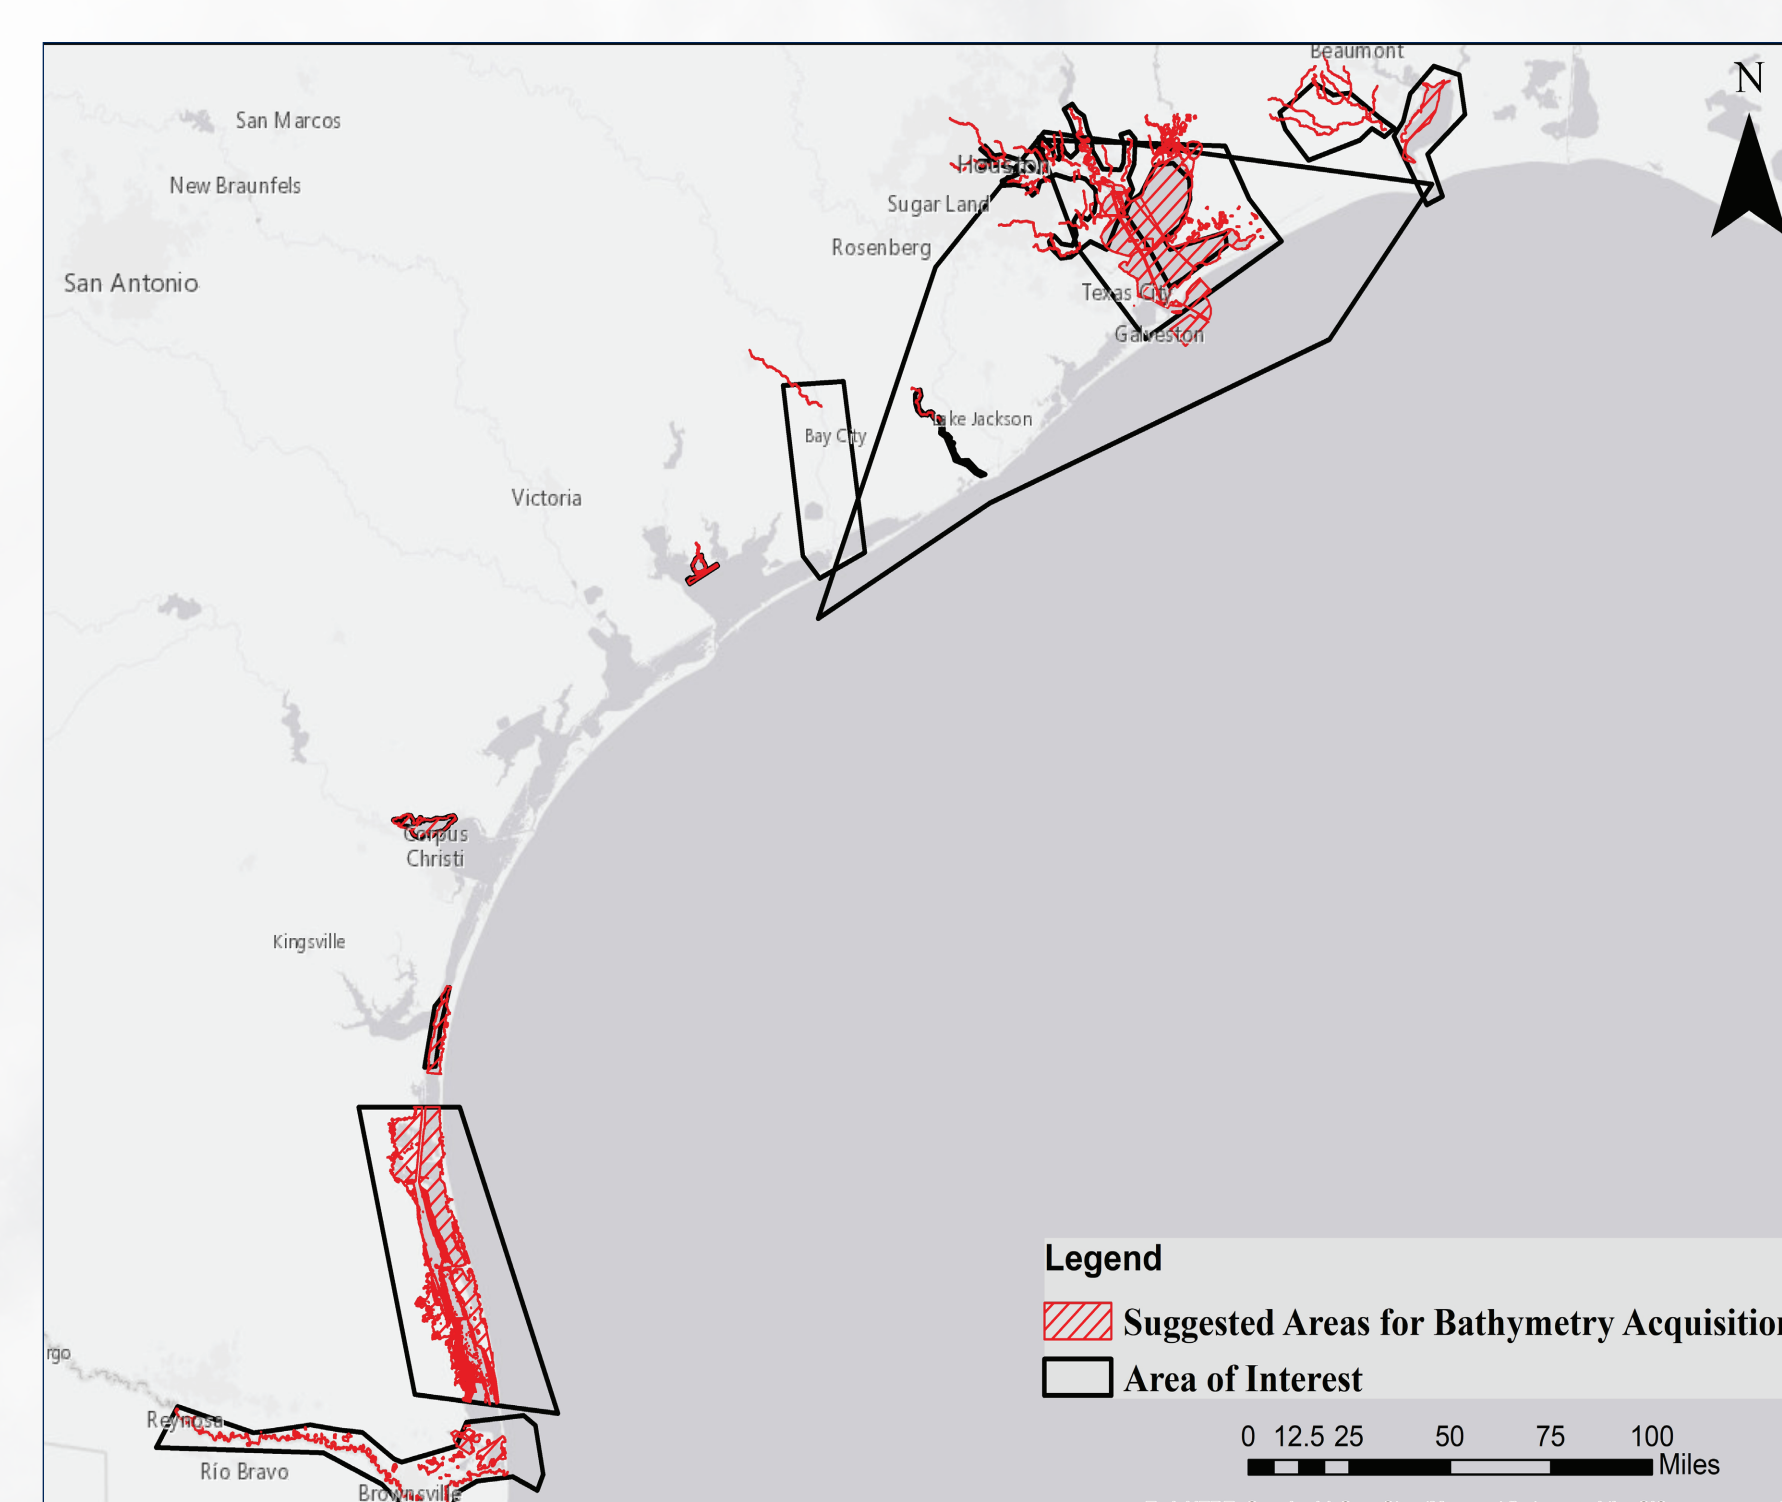 Beaumont
N
San Marcos
Houston
New Braunfels
Sugar Land
Rosenberg
San Antonio
Texas City
Galveston
Lake Jackson
Bay City
Victoria
Corpus
Christi
Kingsville
Legend
Suggested Areas for Bathymetry Acquisition
rgo
Area of Interest
Reynosa
0 12.5 25 50 75 100
Miles
Río Bravo
Brownsville